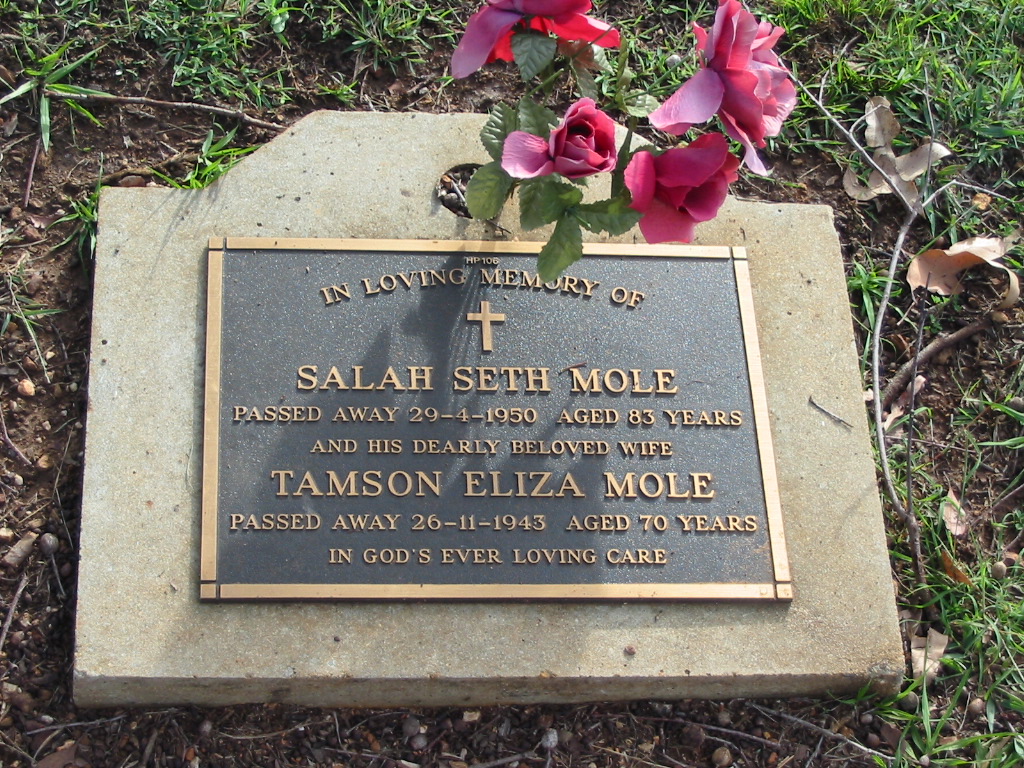 HP106
IN LOVING MEMORY OF
SALAH SETH MOLE
PASSED AWAY 29-4-1950 AGED 83 YEARS
AND HIS DEARLY BELOVED WIFE
TAMSON ELIZA MOLE
PASSED AWAY 26-11-1943 AGED 70 YEARS
IN GOD'S EVER LOVING CARE